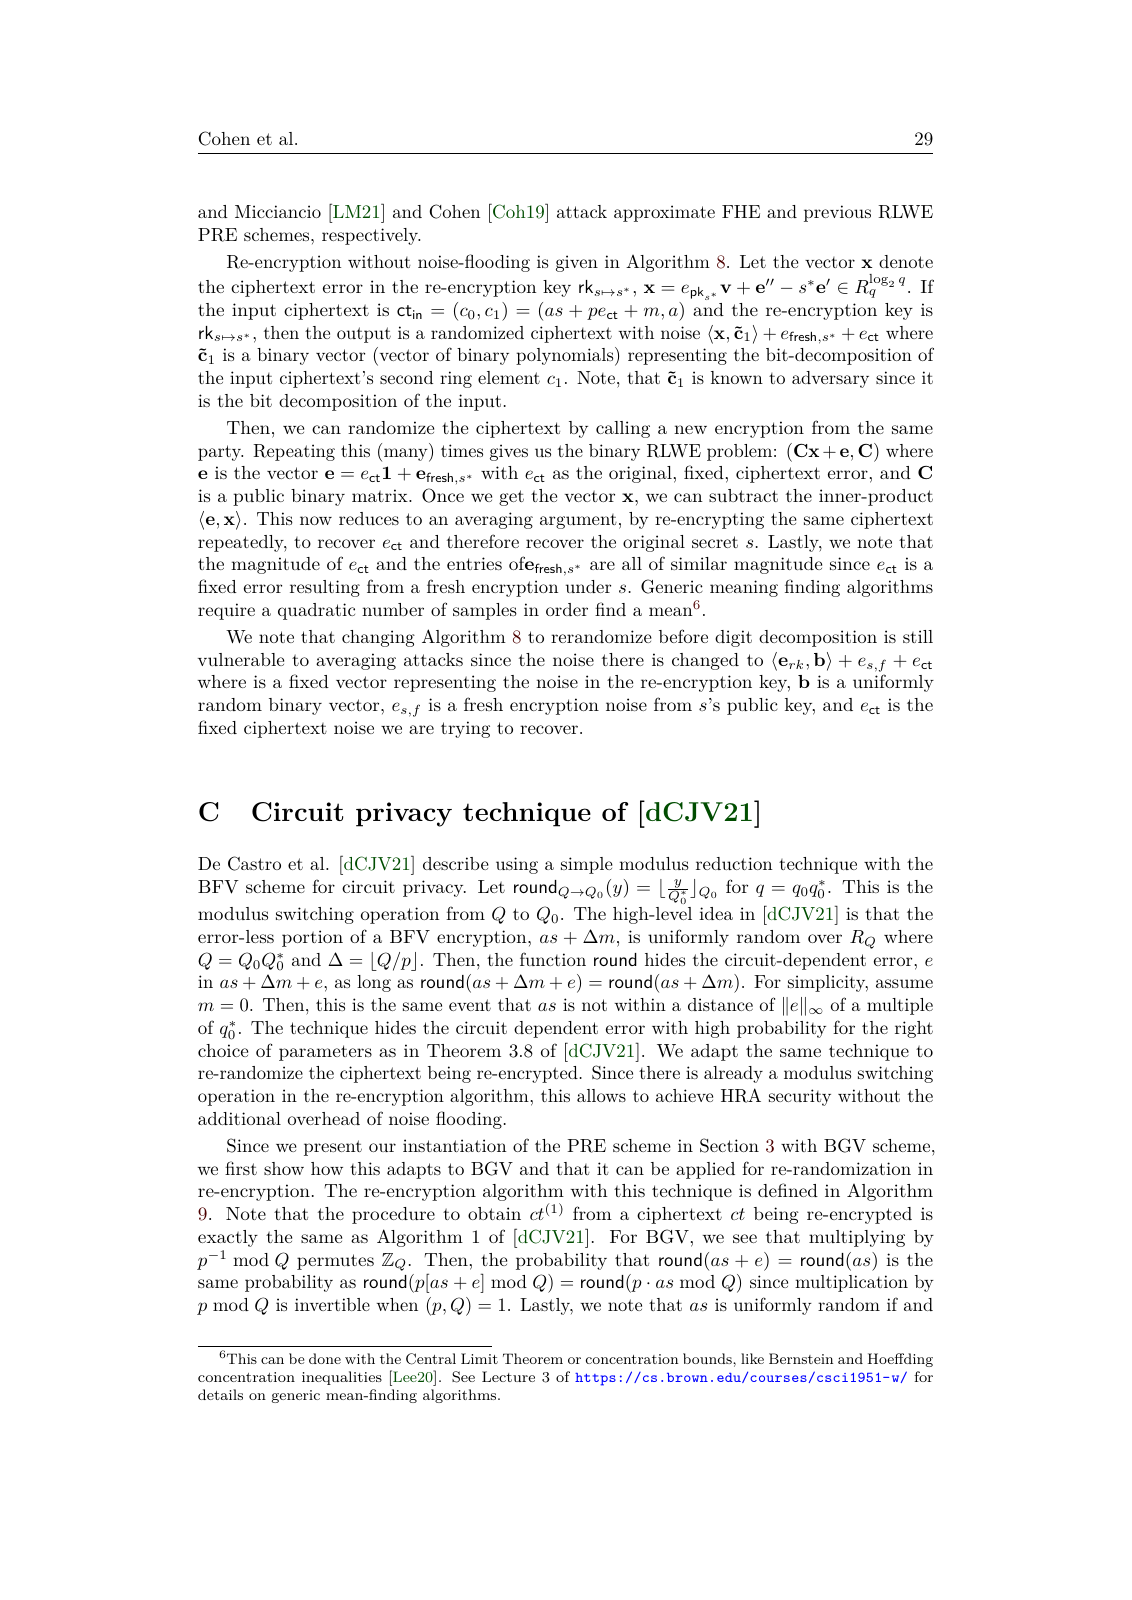 Cohen et al. 29
and Micciancio [LM21] and Cohen [Coh19] attack approximate FHE and previous RLWE
PRE schemes, respectively.
Re-encryption without noise-flooding is given in Algorithm 8. Let the vector x denote
the ciphertext error in the re-encryption key rk_{s↦s*}, x = e_{pk_{s*}}v + e′′ − s*e′ ∈ R_q^{log_2 q}. If
the input ciphertext is ct_in = (c_0, c_1) = (as + pe_ct + m, a) and the re-encryption key is
rk_{s↦s*}, then the output is a randomized ciphertext with noise ⟨x, c̃_1⟩ + e_{fresh,s*} + e_ct where
c̃_1 is a binary vector (vector of binary polynomials) representing the bit-decomposition of
the input ciphertext's second ring element c_1. Note, that c̃_1 is known to adversary since it
is the bit decomposition of the input.
Then, we can randomize the ciphertext by calling a new encryption from the same
party. Repeating this (many) times gives us the binary RLWE problem: (Cx + e, C) where
e is the vector e = e_ct 1 + e_{fresh,s*} with e_ct as the original, fixed, ciphertext error, and C
is a public binary matrix. Once we get the vector x, we can subtract the inner-product
⟨e, x⟩. This now reduces to an averaging argument, by re-encrypting the same ciphertext
repeatedly, to recover e_ct and therefore recover the original secret s. Lastly, we note that
the magnitude of e_ct and the entries ofe_{fresh,s*} are all of similar magnitude since e_ct is a
fixed error resulting from a fresh encryption under s. Generic meaning finding algorithms
require a quadratic number of samples in order find a mean^6.
We note that changing Algorithm 8 to rerandomize before digit decomposition is still
vulnerable to averaging attacks since the noise there is changed to ⟨e_{rk}, b⟩ + e_{s,f} + e_ct
where is a fixed vector representing the noise in the re-encryption key, b is a uniformly
random binary vector, e_{s,f} is a fresh encryption noise from s's public key, and e_ct is the
fixed ciphertext noise we are trying to recover.
C Circuit privacy technique of [dCJV21]
De Castro et al. [dCJV21] describe using a simple modulus reduction technique with the
BFV scheme for circuit privacy. Let round_{Q→Q_0}(y) = ⌊y/Q_0^*⌋_{Q_0} for q = q_0q_0^*. This is the
modulus switching operation from Q to Q_0. The high-level idea in [dCJV21] is that the
error-less portion of a BFV encryption, as + Δm, is uniformly random over R_Q where
Q = Q_0Q_0^* and Δ = ⌊Q/p⌋. Then, the function round hides the circuit-dependent error, e
in as + Δm + e, as long as round(as + Δm + e) = round(as + Δm). For simplicity, assume
m = 0. Then, this is the same event that as is not within a distance of ‖e‖_∞ of a multiple
of q_0^*. The technique hides the circuit dependent error with high probability for the right
choice of parameters as in Theorem 3.8 of [dCJV21]. We adapt the same technique to
re-randomize the ciphertext being re-encrypted. Since there is already a modulus switching
operation in the re-encryption algorithm, this allows to achieve HRA security without the
additional overhead of noise flooding.
Since we present our instantiation of the PRE scheme in Section 3 with BGV scheme,
we first show how this adapts to BGV and that it can be applied for re-randomization in
re-encryption. The re-encryption algorithm with this technique is defined in Algorithm
9. Note that the procedure to obtain ct^{(1)} from a ciphertext ct being re-encrypted is
exactly the same as Algorithm 1 of [dCJV21]. For BGV, we see that multiplying by
p^{−1} mod Q permutes ℤ_Q. Then, the probability that round(as + e) = round(as) is the
same probability as round(p[as + e] mod Q) = round(p · as mod Q) since multiplication by
p mod Q is invertible when (p, Q) = 1. Lastly, we note that as is uniformly random if and
^6This can be done with the Central Limit Theorem or concentration bounds, like Bernstein and Hoeffding
concentration inequalities [Lee20]. See Lecture 3 of https://cs.brown.edu/courses/csci1951-w/ for
details on generic mean-finding algorithms.